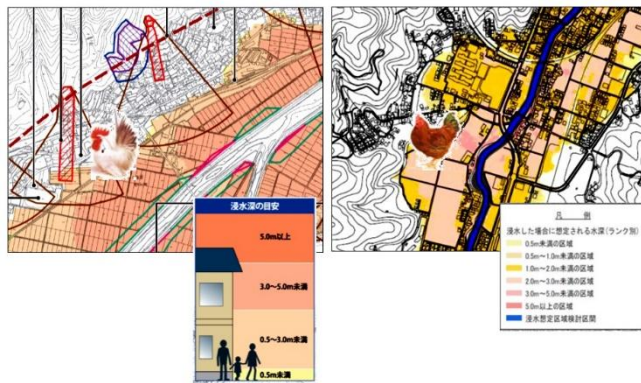 浸水深の目安
5.0m以上
3.0～5.0m未満
0.5～3.0m未満
0.5m未満
凡　例
浸水した場合に想定される水深(ランク別)
0.5m未満の区域
0.5m～1.0m未満の区域
1.0m～2.0m未満の区域
2.0m～3.0m未満の区域
3.0m～5.0m未満の区域
5.0m以上の区域
浸水想定区域検討区間